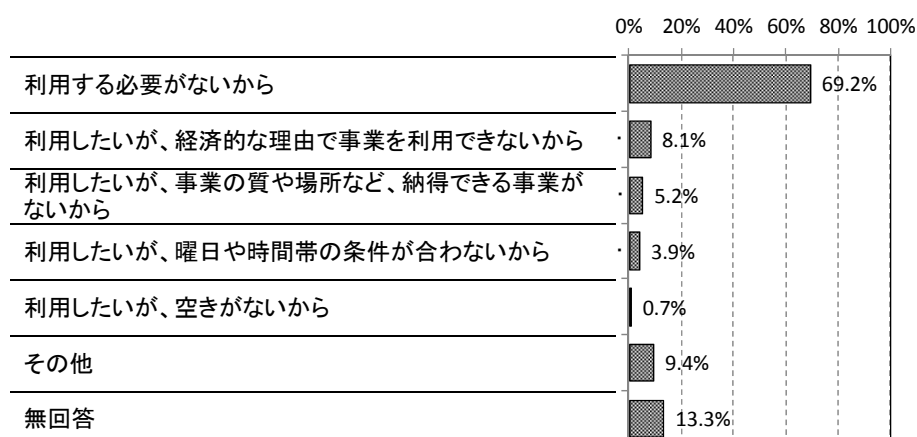 0% 20% 40% 60% 80% 100%
利用する必要がないから 69.2%
利用したいが、経済的な理由で事業を利用できないから 8.1%
利用したいが、事業の質や場所など、納得できる事業が
ないから 5.2%
利用したいが、曜日や時間帯の条件が合わないから 3.9%
利用したいが、空きがないから 0.7%
その他 9.4%
無回答 13.3%